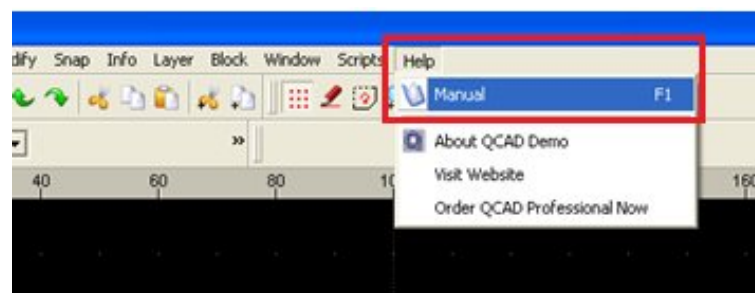 dify Snap Info Layer Block Window Scripts Help
Manual F1
About QCAD Demo
Visit Website
Order QCAD Professional Now
40 60 80 10 160